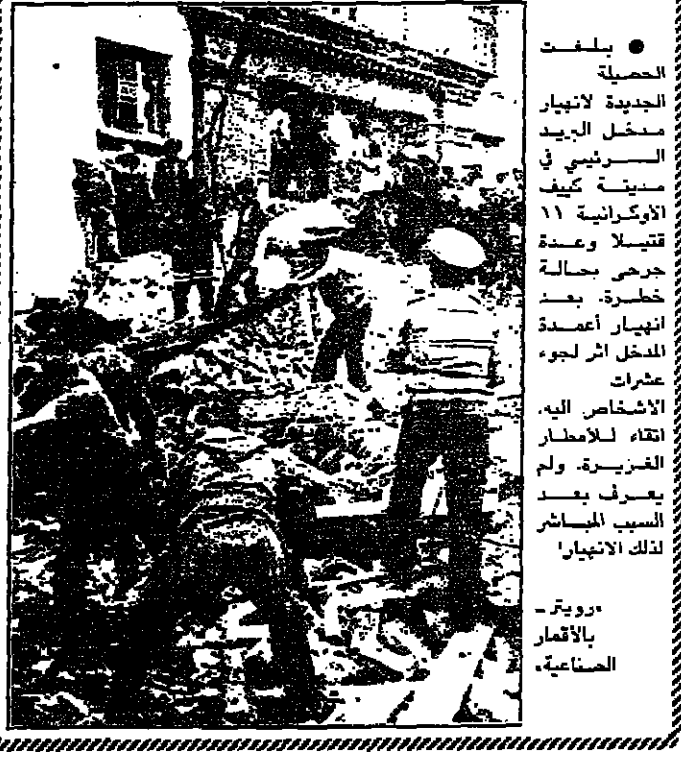 ● بلغت
الحصيلة
الجديدة لانهيار
مدخل البريد
الرئيسي في
مدينة كييف
الاوكرانية ١١
قتيلا وعدة
جرحى بحالة
خطرة، بعد
انهيار أعمدة
المدخل اثر لجوء
عشرات
الاشخاص اليه،
اتقاء للأمطار
الغزيرة، ولم
يعرف بعد
السبب المباشر
لذلك الانهيار!
«رويتر ـ
بالأقمار
الصناعية»